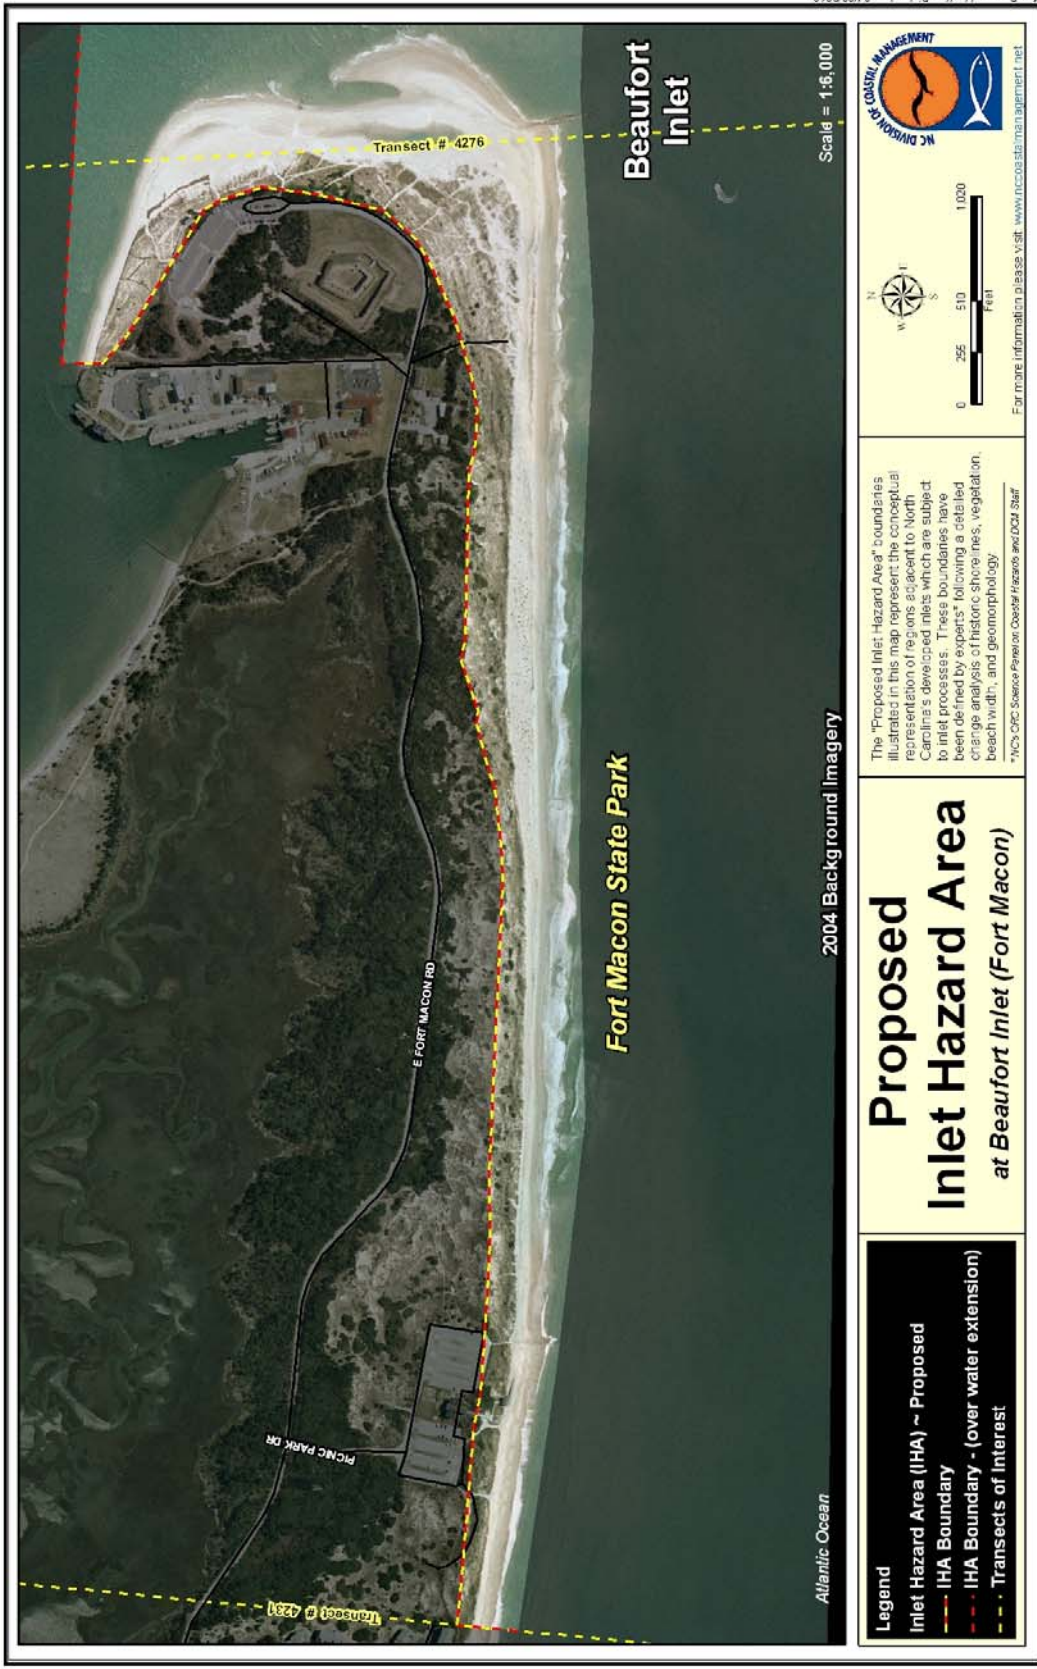 Transect # 4276
Beaufort
Inlet
Scale = 1:6,000
E FORT MACON RD
Fort Macon State Park
2004 Background Imagery
PICNIC PARK DR
Transect # 4231
Atlantic Ocean
Legend
Inlet Hazard Area (IHA) ~ Proposed
IHA Boundary
IHA Boundary - (over water extension)
Transects of Interest
Proposed
Inlet Hazard Area
at Beaufort Inlet (Fort Macon)
The "Proposed Inlet Hazard Area" boundaries
illustrated in this map represent the conceptual
representation of regions adjacent to North
Carolina's developed inlets which are subject
to inlet processes. These boundaries have
been defined by experts* following a detailed
change analysis of historic shorelines, vegetation,
beach width, and geomorphology
*NC's CRC Science Panel on Coastal Hazards and DCM Staff
N
W E
S
0 255 510 1,020
Feet
NC DIVISION OF COASTAL MANAGEMENT
For more information please visit: www.nccoastalmanagement.net